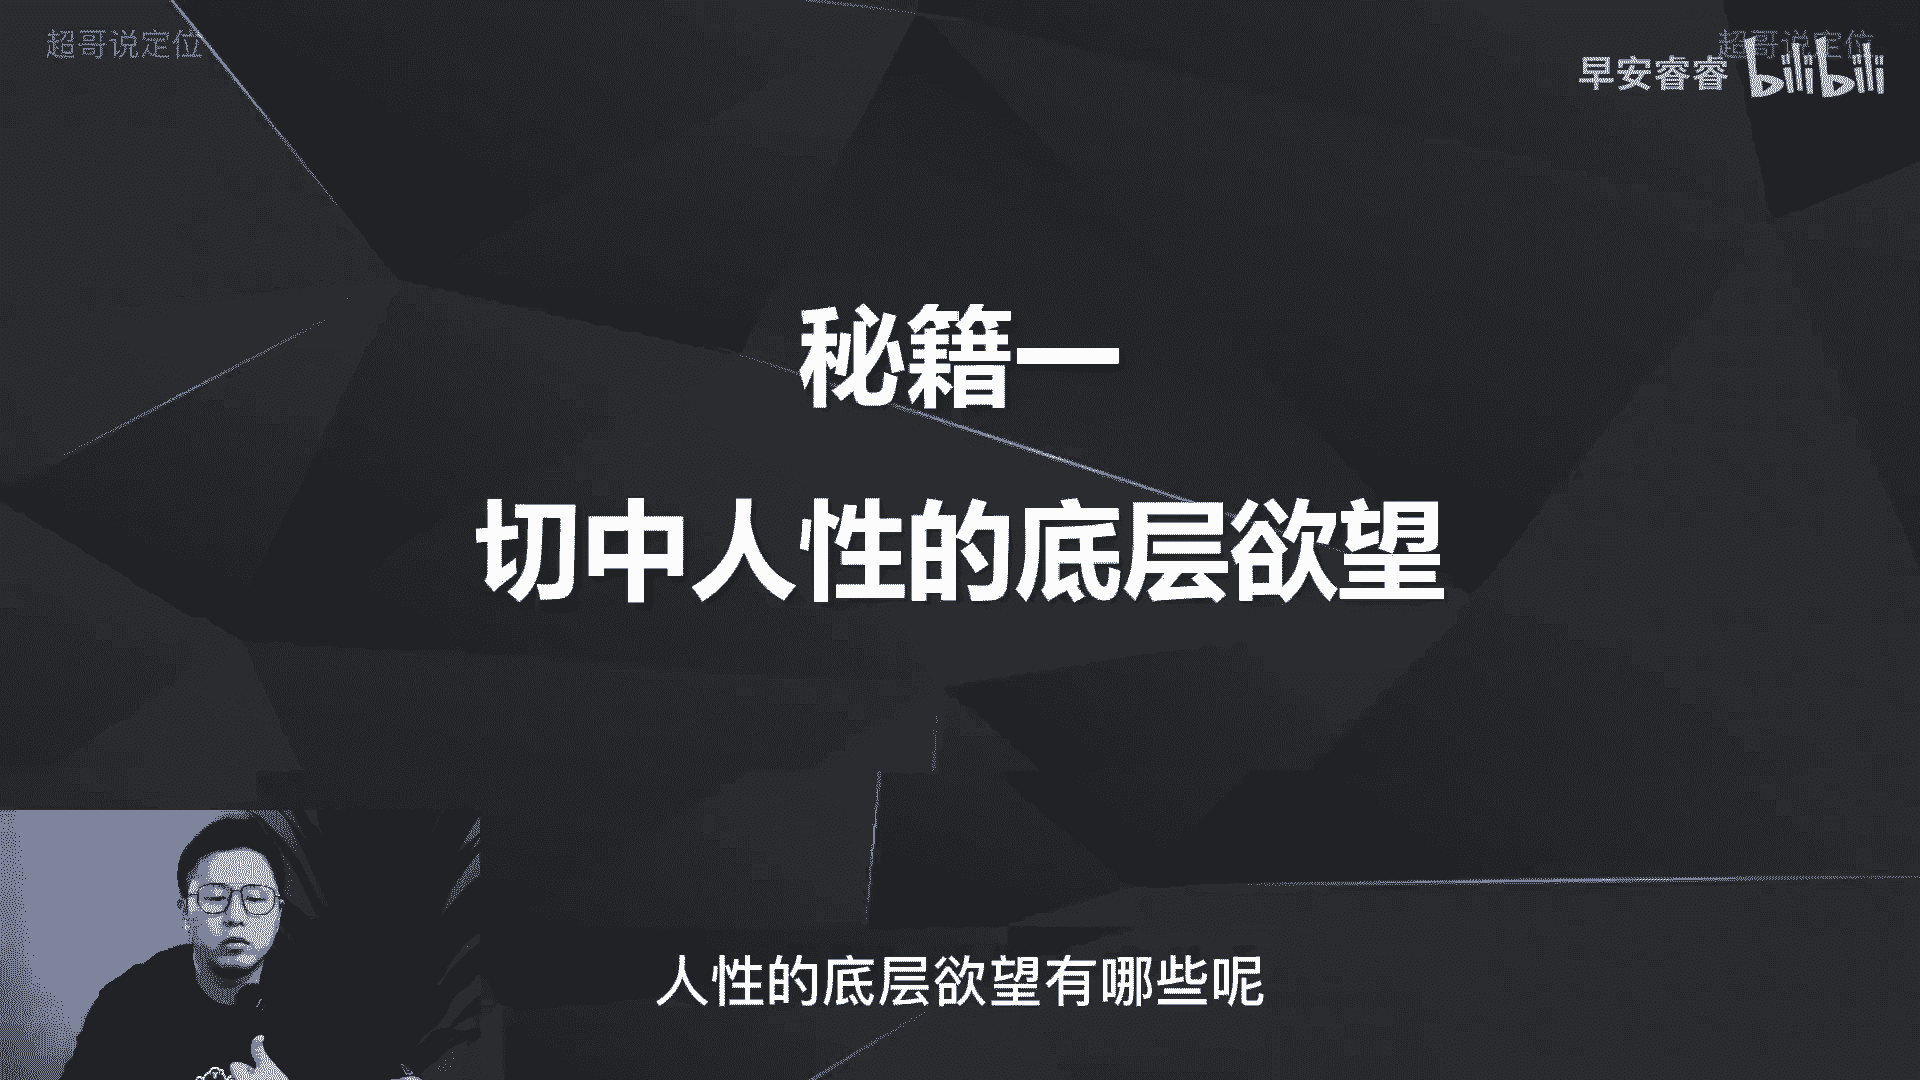 超哥说定位
超哥说定位
早安睿睿 bilibili
秘籍一
切中人性的底层欲望
人性的底层欲望有哪些呢